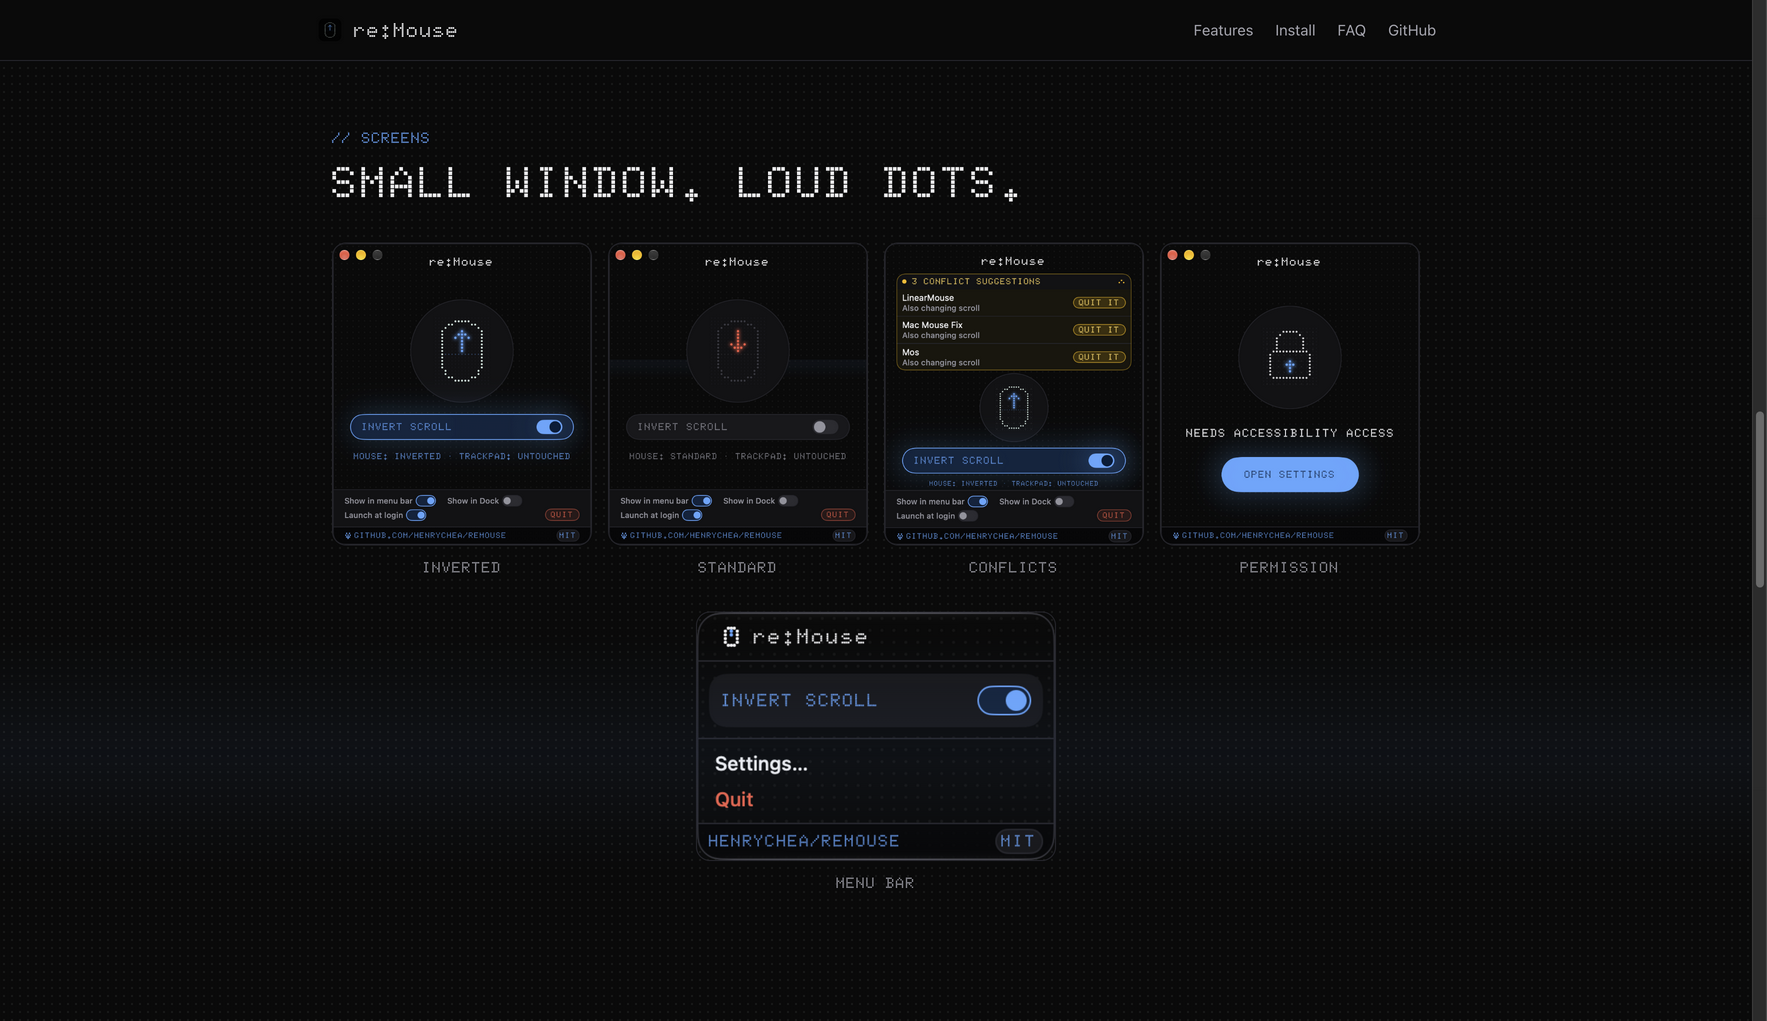 re:Mouse
Features Install FAQ GitHub
// SCREENS
SMALL WINDOW. LOUD DOTS.
re:Mouse
INVERT SCROLL
MOUSE: INVERTED · TRACKPAD: UNTOUCHED
Show in menu bar Show in Dock
Launch at login QUIT
GITHUB.COM/HENRYCHEA/REMOUSE MIT
INVERTED
re:Mouse
INVERT SCROLL
MOUSE: STANDARD · TRACKPAD: UNTOUCHED
Show in menu bar Show in Dock
Launch at login QUIT
GITHUB.COM/HENRYCHEA/REMOUSE MIT
STANDARD
re:Mouse
3 CONFLICT SUGGESTIONS
LinearMouse
Also changing scroll QUIT IT
Mac Mouse Fix
Also changing scroll QUIT IT
Mos
Also changing scroll QUIT IT
INVERT SCROLL
MOUSE: INVERTED · TRACKPAD: UNTOUCHED
Show in menu bar Show in Dock
Launch at login QUIT
GITHUB.COM/HENRYCHEA/REMOUSE MIT
CONFLICTS
re:Mouse
NEEDS ACCESSIBILITY ACCESS
OPEN SETTINGS
GITHUB.COM/HENRYCHEA/REMOUSE MIT
PERMISSION
re:Mouse
INVERT SCROLL
Settings...
Quit
HENRYCHEA/REMOUSE MIT
MENU BAR